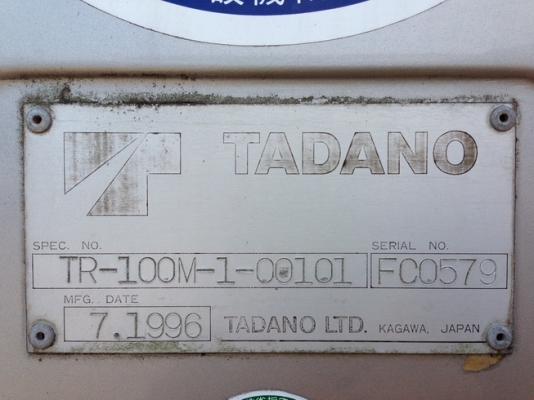 TADANO
SPEC. NO. SERIAL NO.
TR-100M-1-00101 FC0579
MFG. DATE
7.1996 TADANO LTD. KAGAWA, JAPAN